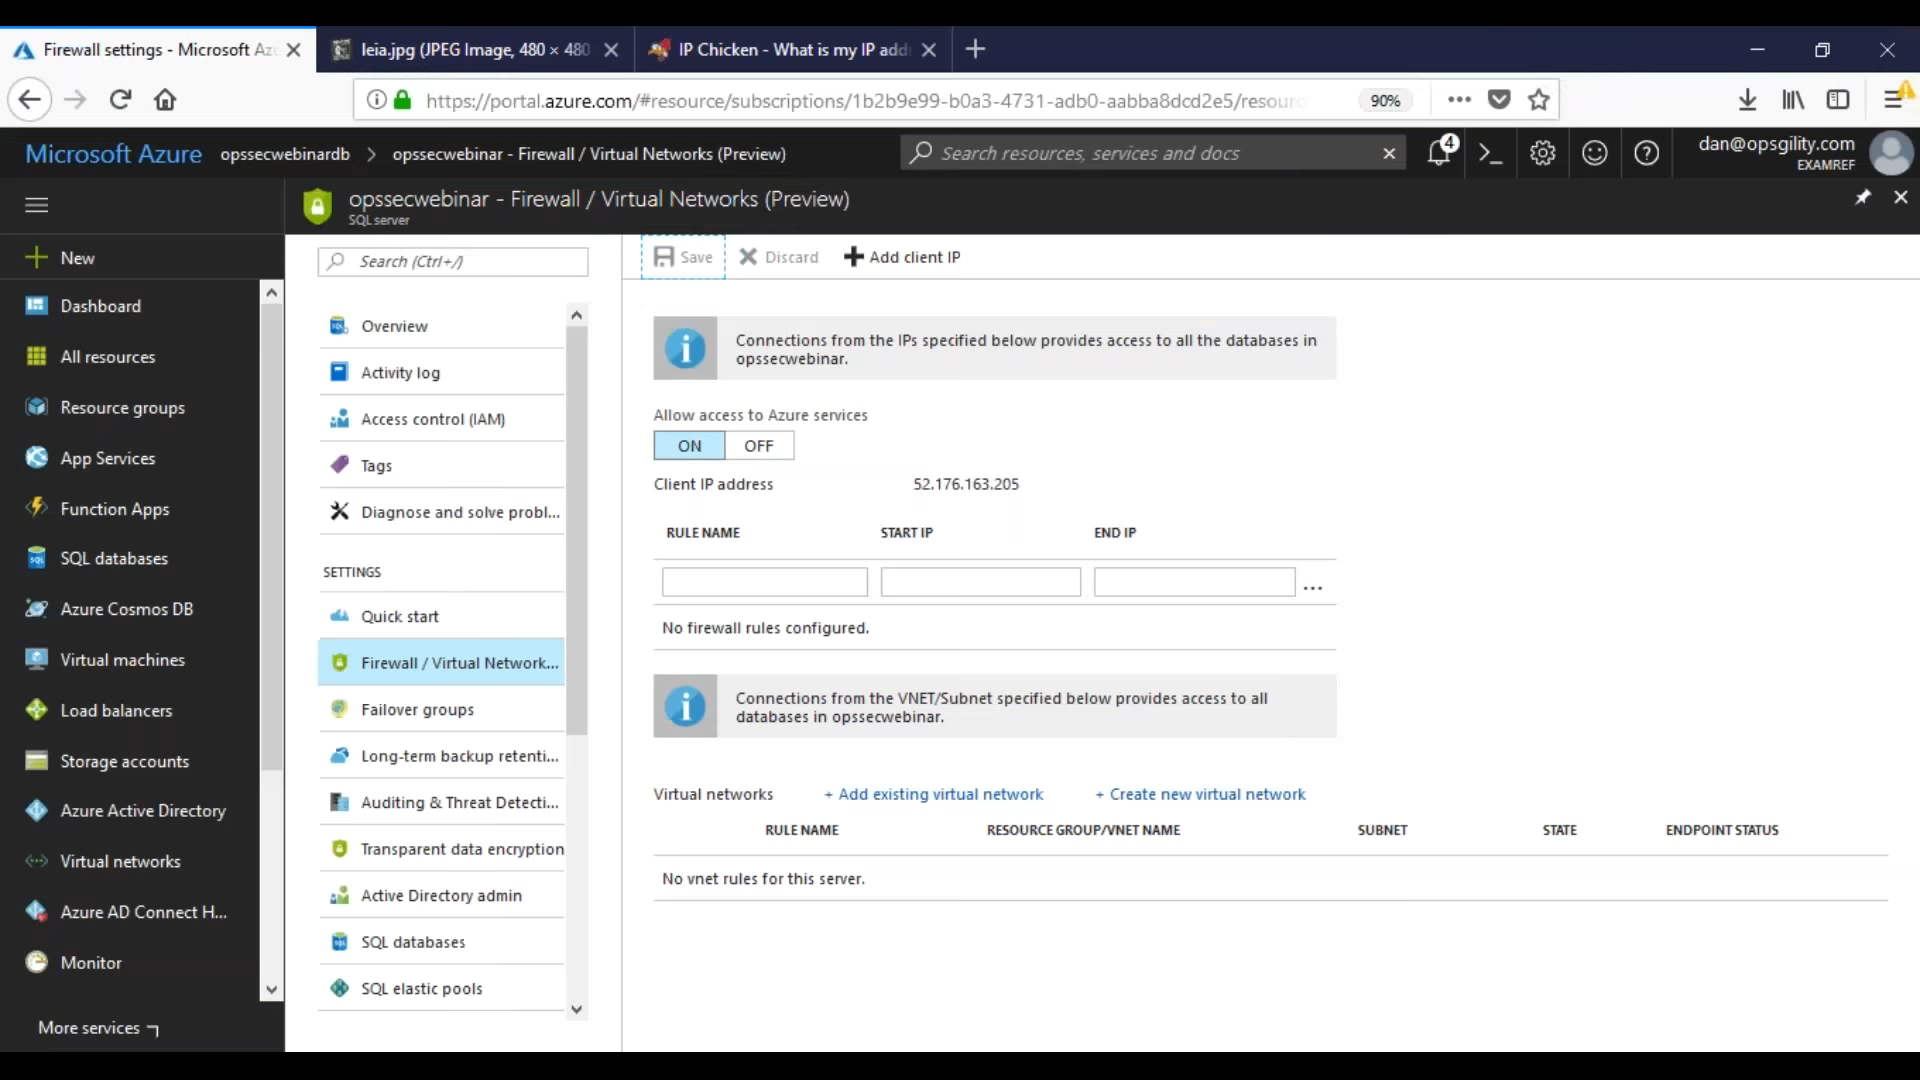 Firewall settings - Microsoft Az
leia.jpg (JPEG Image, 480 × 480
IP Chicken - What is my IP add
https://portal.azure.com/#resource/subscriptions/1b2b9e99-b0a3-4731-adb0-aabba8dcd2e5/resour
90%
Microsoft Azure
opssecwebinardb > opssecwebinar - Firewall / Virtual Networks (Preview)
Search resources, services and docs
4
dan@opsgility.com
EXAMREF
opssecwebinar - Firewall / Virtual Networks (Preview)
SQL server
New
Dashboard
All resources
Resource groups
App Services
Function Apps
SQL databases
Azure Cosmos DB
Virtual machines
Load balancers
Storage accounts
Azure Active Directory
Virtual networks
Azure AD Connect H...
Monitor
More services
Search (Ctrl+/)
Overview
Activity log
Access control (IAM)
Tags
Diagnose and solve probl...
SETTINGS
Quick start
Firewall / Virtual Network...
Failover groups
Long-term backup retenti...
Auditing & Threat Detecti...
Transparent data encryption
Active Directory admin
SQL databases
SQL elastic pools
Save
Discard
Add client IP
Connections from the IPs specified below provides access to all the databases in
opssecwebinar.
Allow access to Azure services
ON OFF
Client IP address 52.176.163.205
RULE NAME START IP END IP
...
No firewall rules configured.
Connections from the VNET/Subnet specified below provides access to all
databases in opssecwebinar.
Virtual networks + Add existing virtual network + Create new virtual network
RULE NAME RESOURCE GROUP/VNET NAME SUBNET STATE ENDPOINT STATUS
No vnet rules for this server.